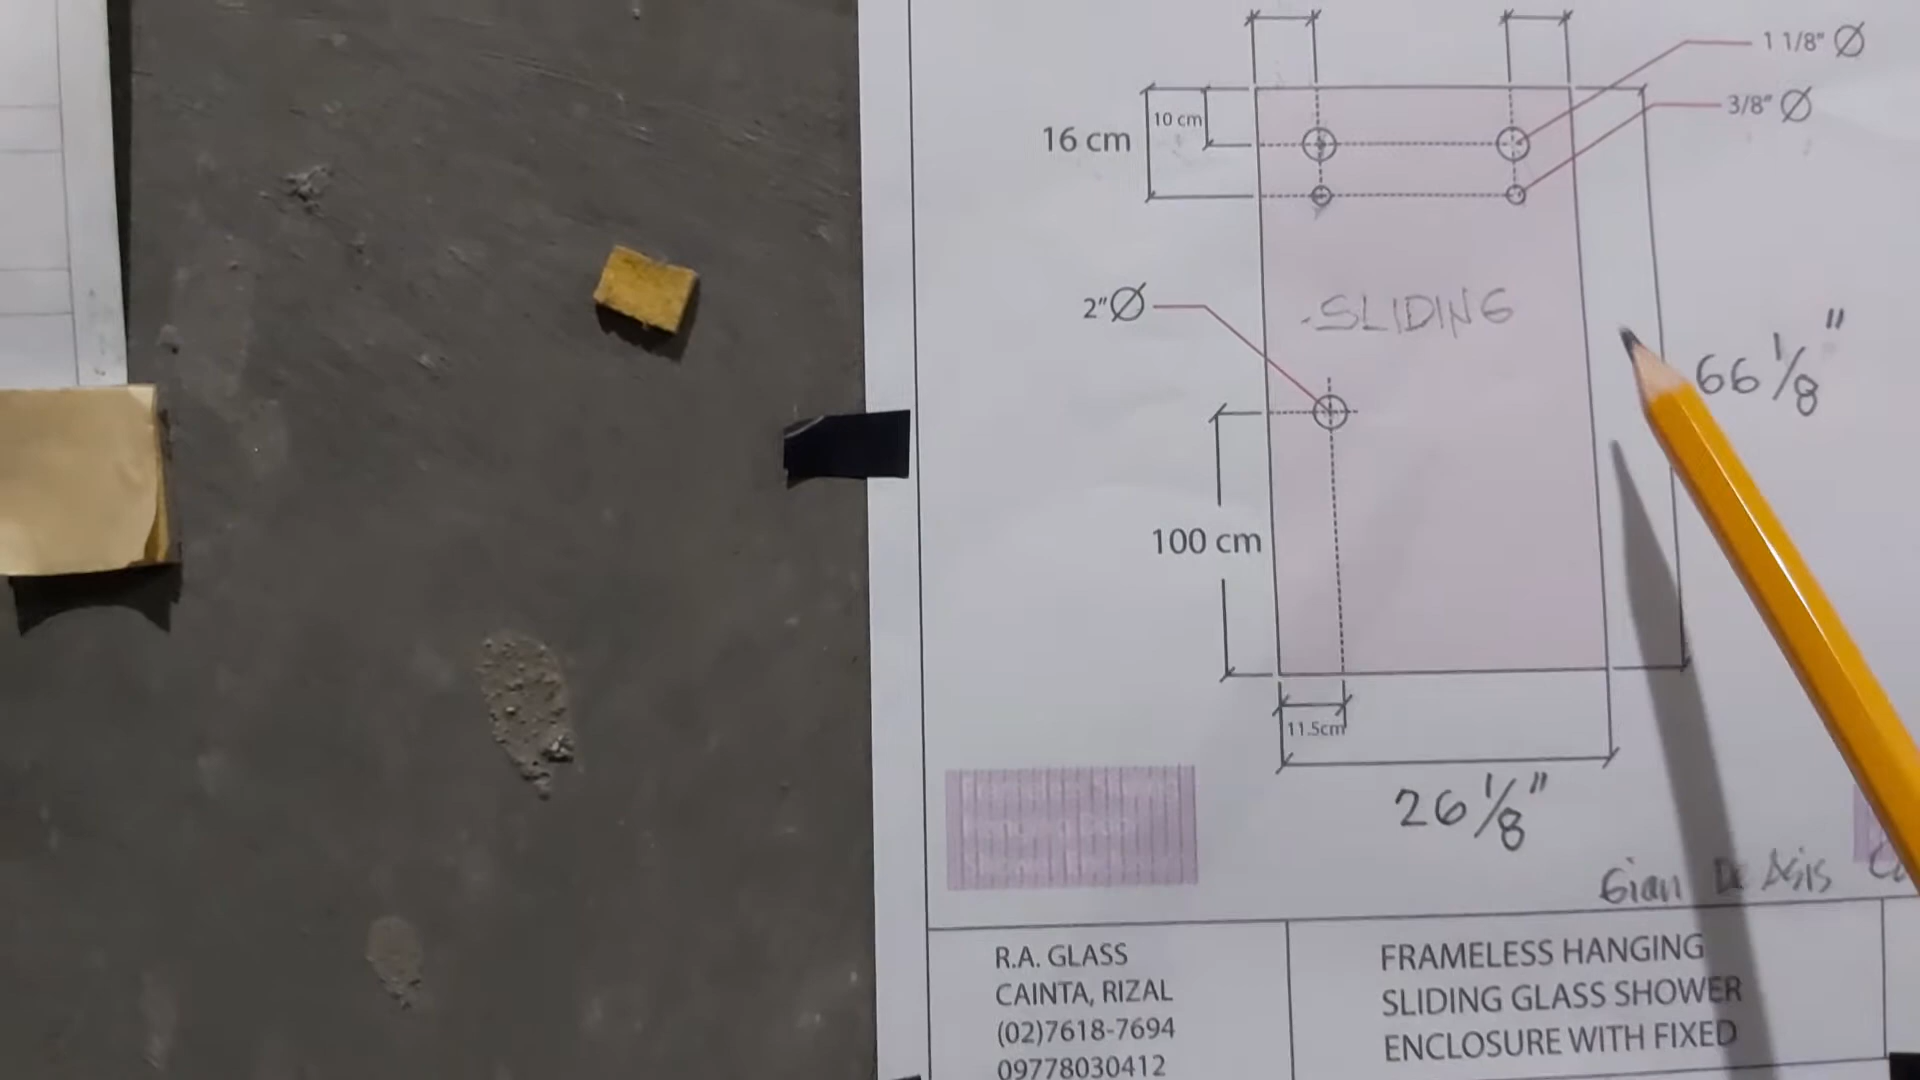 1 1/8" Ø
3/8" Ø
16 cm
10 cm
2" Ø
SLIDING
66 1/8"
100 cm
11.5cm
26 1/8"
Gian De Asis
R.A. GLASS
CAINTA, RIZAL
(02)7618-7694
09778030412
FRAMELESS HANGING
SLIDING GLASS SHOWER
ENCLOSURE WITH FIXED